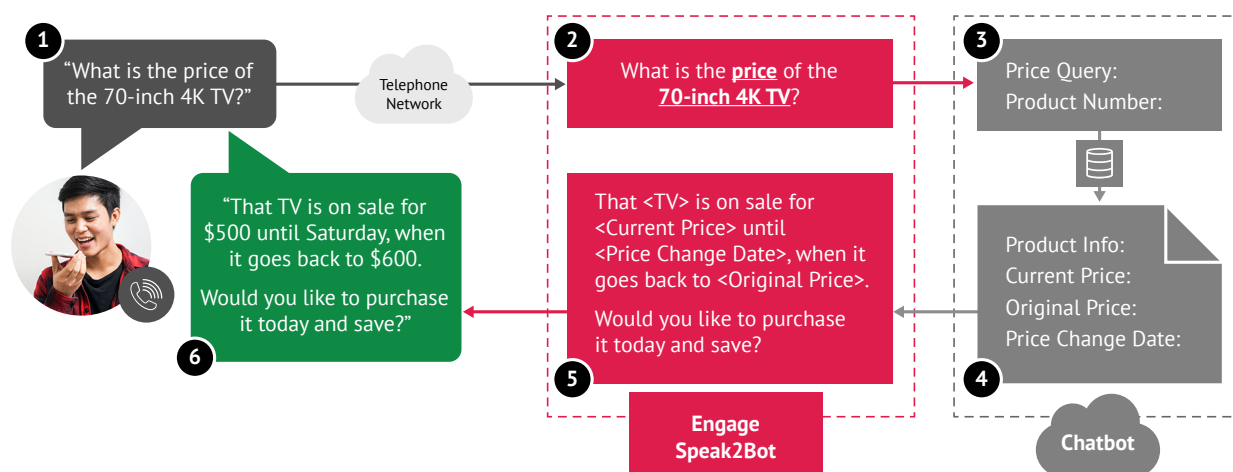 1
“What is the price of
the 70-inch 4K TV?”
Telephone
Network
2
What is the price of the
70-inch 4K TV?
3
Price Query:
Product Number:
Product Info:
Current Price:
Original Price:
Price Change Date:
4
That <TV> is on sale for
<Current Price> until
<Price Change Date>, when it
goes back to <Original Price>.
Would you like to purchase
it today and save?
5
“That TV is on sale for
$500 until Saturday, when
it goes back to $600.
Would you like to purchase
it today and save?”
6
Engage
Speak2Bot
Chatbot